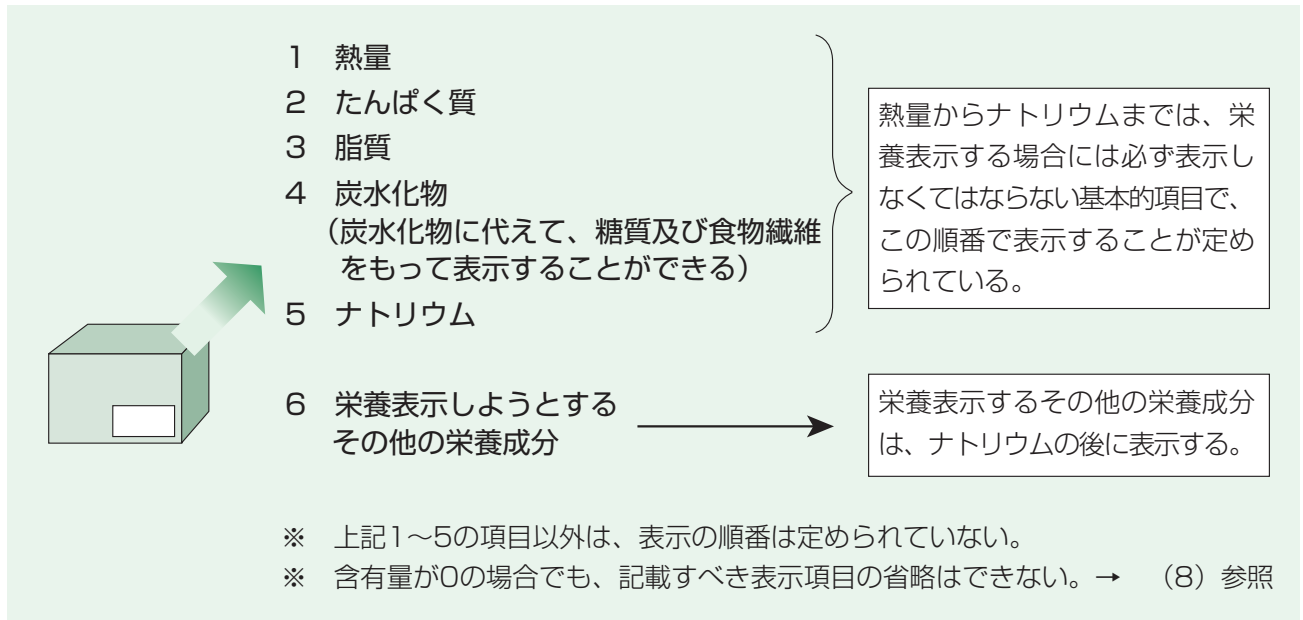 1 熱量
2 たんぱく質
3 脂質
4 炭水化物
（炭水化物に代えて、糖質及び食物繊維
をもって表示することができる）
5 ナトリウム
熱量からナトリウムまでは、栄
養表示する場合には必ず表示し
なくてはならない基本的項目で、
この順番で表示することが定め
られている。
6 栄養表示しようとする
その他の栄養成分
栄養表示するその他の栄養成分
は、ナトリウムの後に表示する。
※ 上記1～5の項目以外は、表示の順番は定められていない。
※ 含有量が0の場合でも、記載すべき表示項目の省略はできない。→ （8）参照